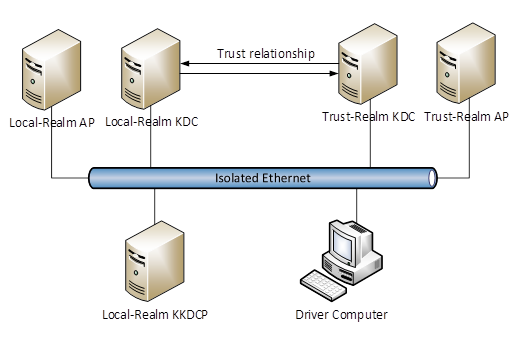 Trust relationship
Local-Realm AP
Local-Realm KDC
Trust-Realm KDC
Trust-Realm AP
Isolated Ethernet
Local-Realm KKDCP
Driver Computer